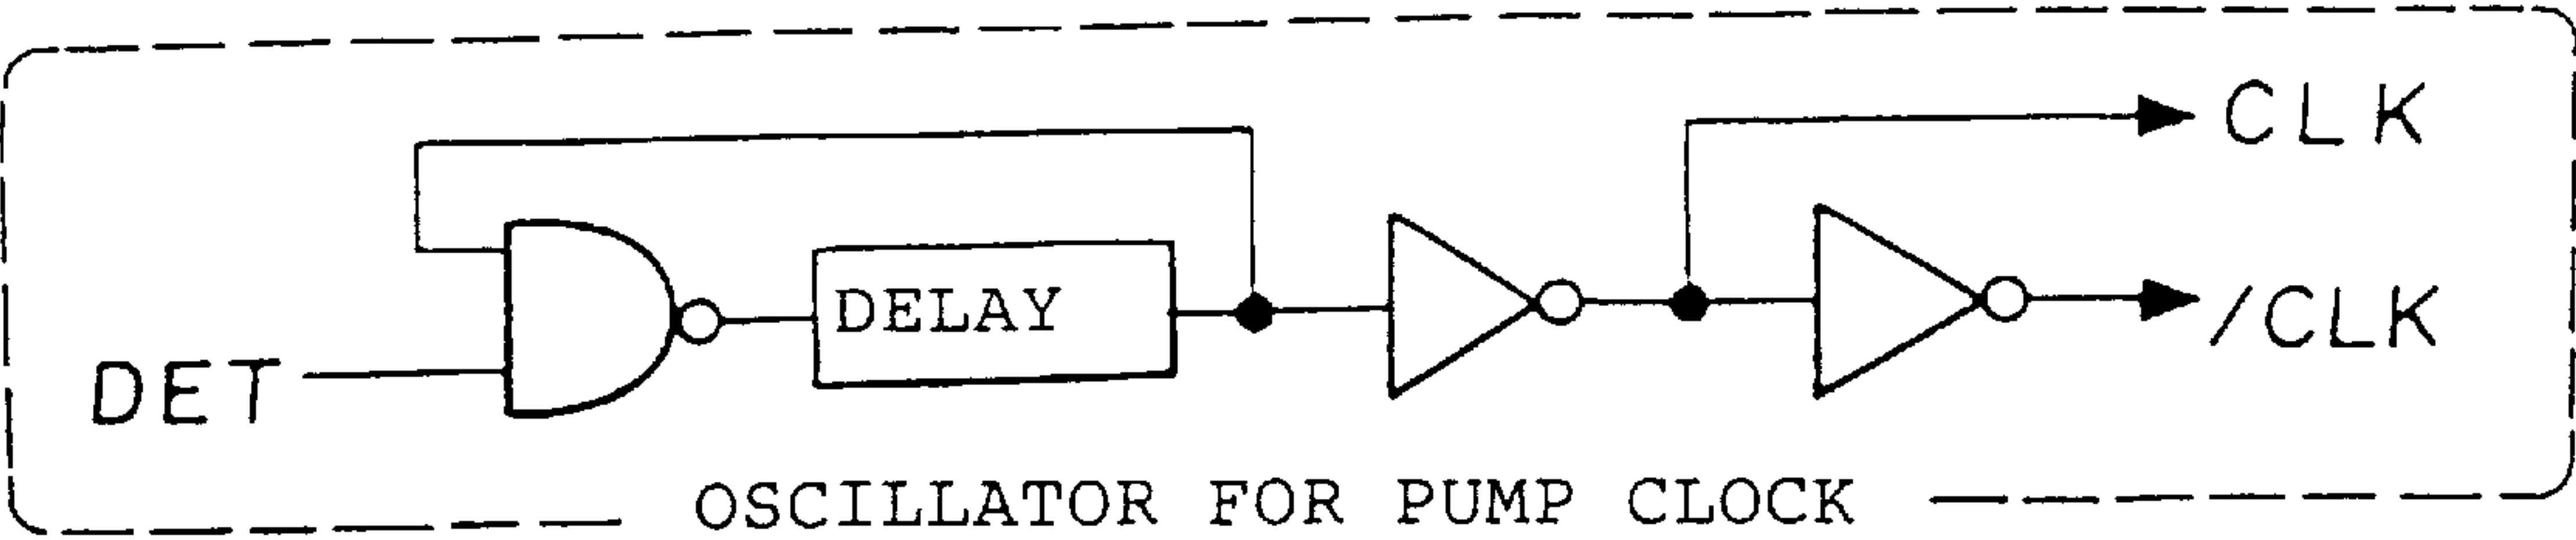 CLK
DELAY
DET
/CLK
OSCILLATOR FOR PUMP CLOCK